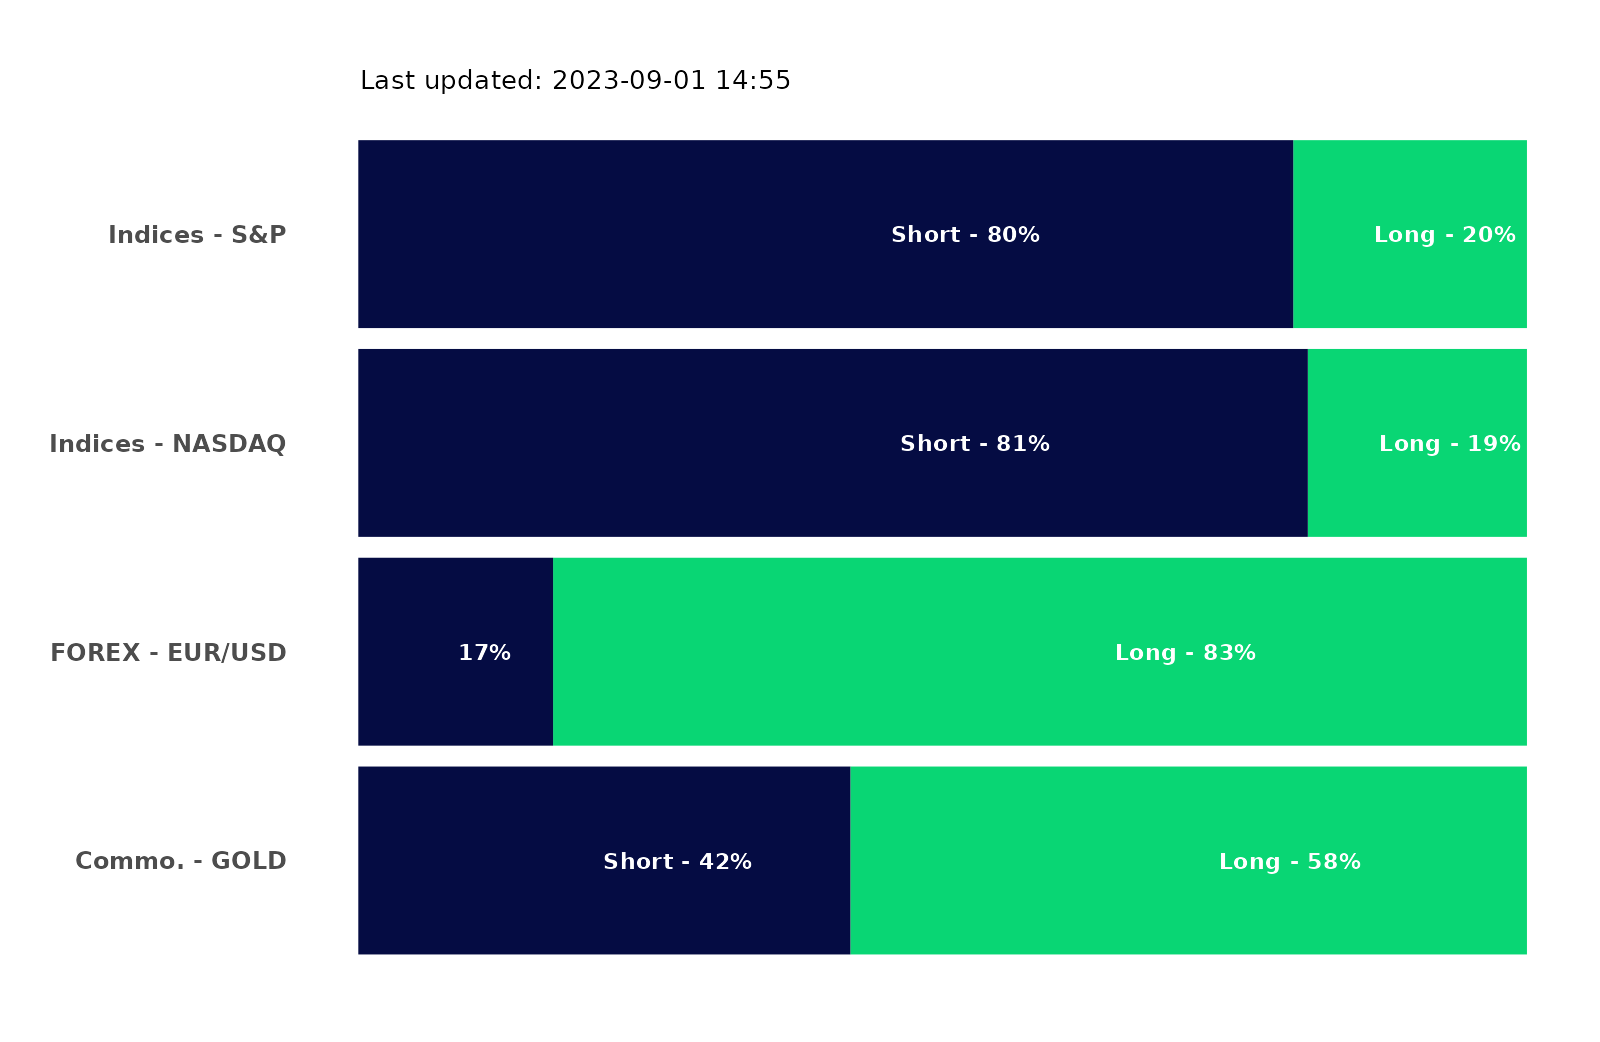 Last updated: 2023-09-01 14:55
Indices - S&P Short - 80% Long - 20%
Indices - NASDAQ Short - 81% Long - 19%
FOREX - EUR/USD 17% Long - 83%
Commo. - GOLD Short - 42% Long - 58%